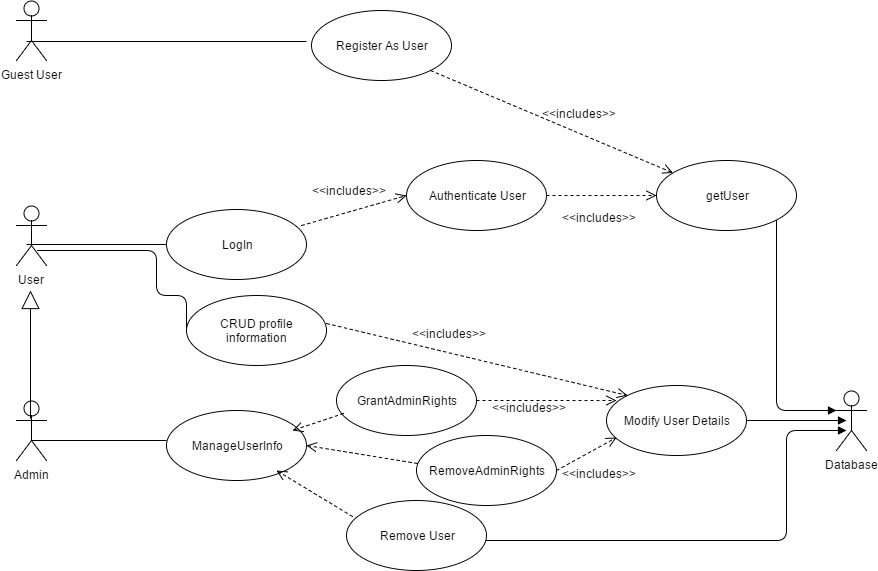 Register As User
Guest User
<<includes>>
<<includes>>
Authenticate User
getUser
<<includes>>
LogIn
User
CRUD profile
information
<<includes>>
GrantAdminRights
<<includes>>
Modify User Details
ManageUserInfo
RemoveAdminRights
<<includes>>
Admin
Database
Remove User